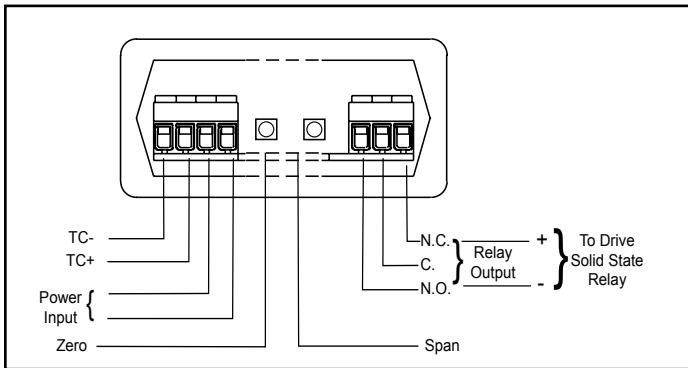 TC-
TC+
Power
Input
Zero
N.C.
C.
N.O.
Relay
Output
+
-
To Drive
Solid State
Relay
Span